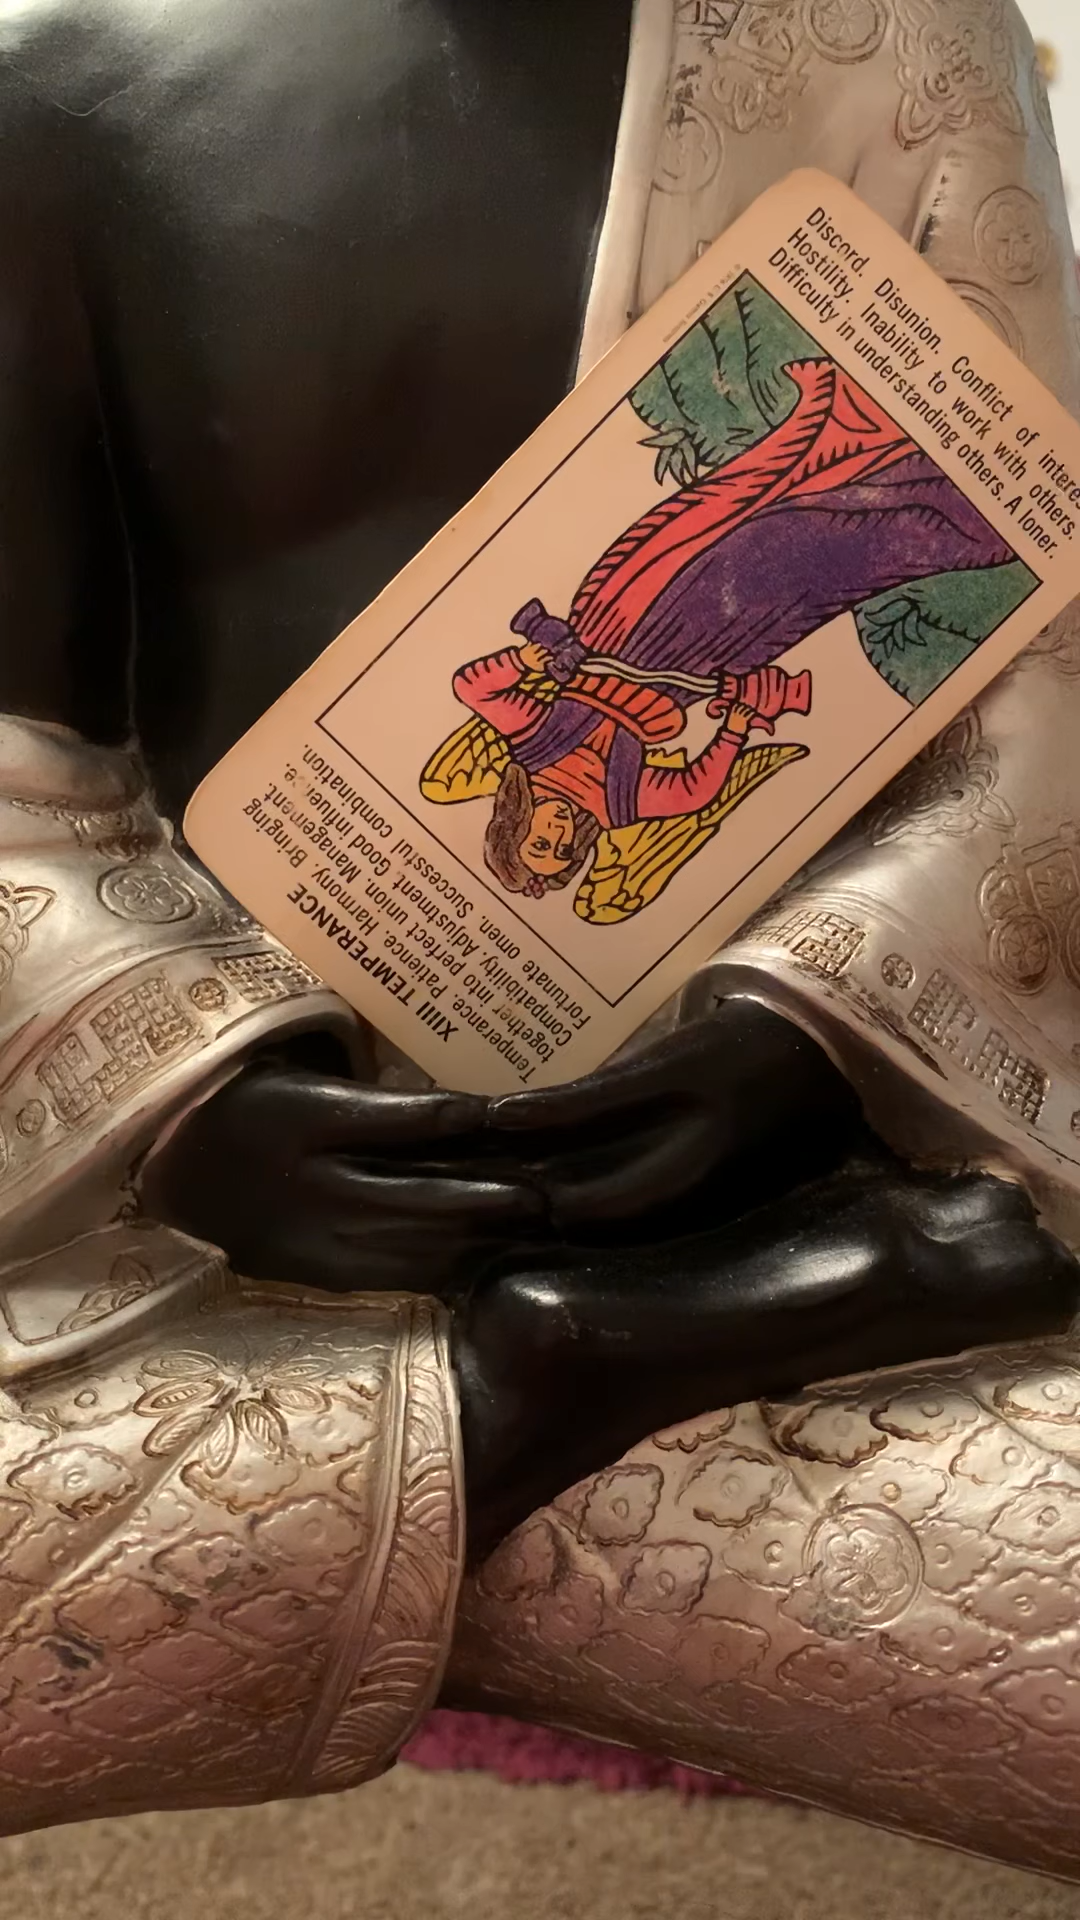 Discord. Disunion. Conflict of interes
Hostility. Inability to work with others.
Difficulty in understanding others. A loner.
XIIII TEMPERANCE
Temperance. Patience. Harmony. Bringing
together into perfect union. Management
Compatibility. Adjustment. Good influence.
Fortunate omen. Successful combination.